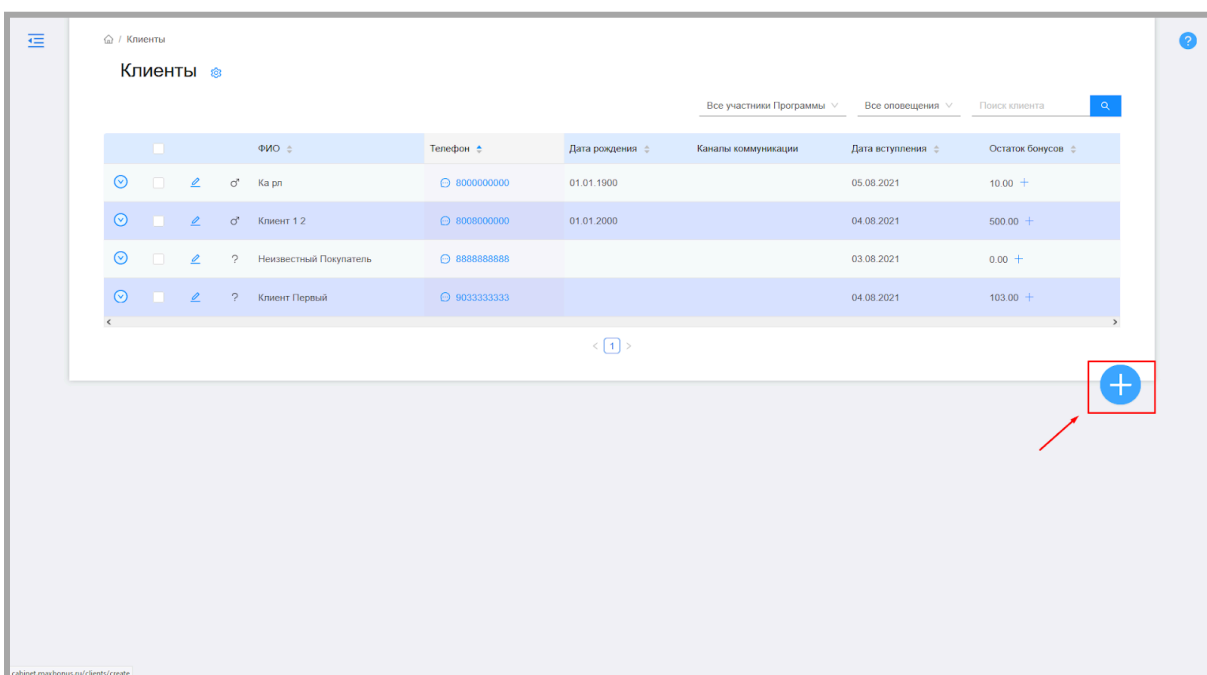 / Клиенты
?
Клиенты
Все участники Программы Все оповещения Поиск клиента
ФИО Телефон Дата рождения Каналы коммуникации Дата вступления Остаток бонусов
Ка рл 8000000000 01.01.1900 05.08.2021 10.00 +
Клиент 1 2 8008000000 01.01.2000 04.08.2021 500.00 +
? Неизвестный Покупатель 8888888888 03.08.2021 0.00 +
? Клиент Первый 9033333333 04.08.2021 103.00 +
< 1 >
+
cabinet.maxbonus.ru/clients/create